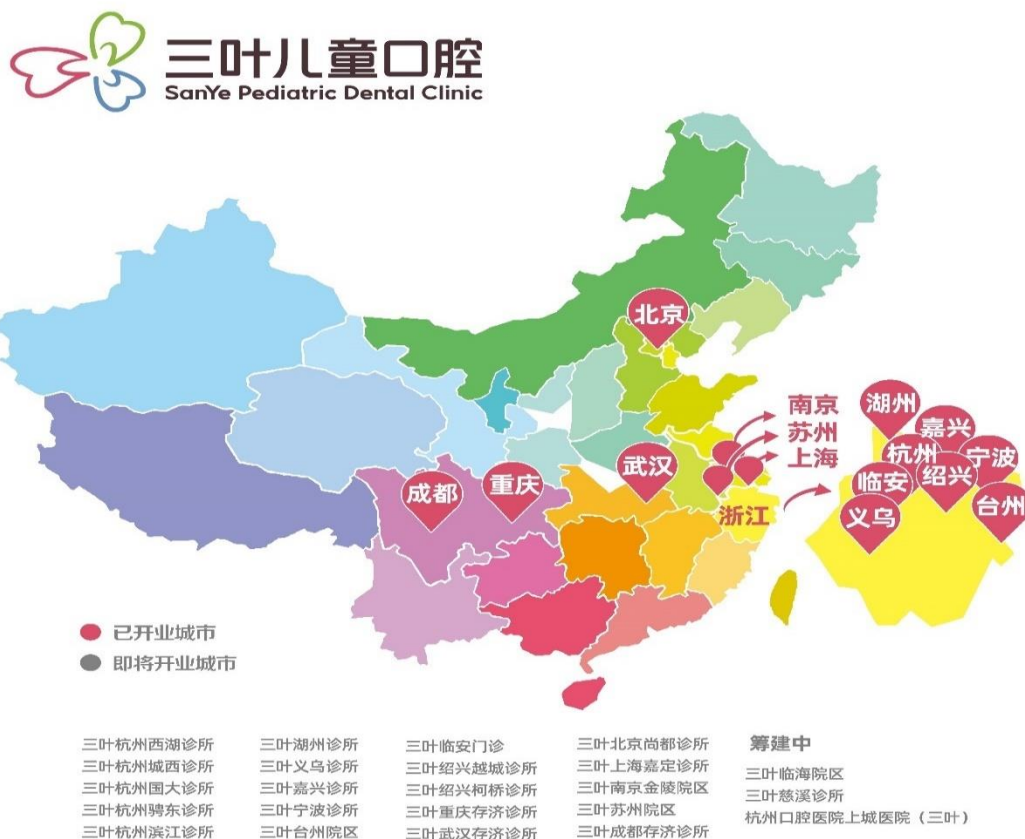 三叶儿童口腔
SanYe Pediatric Dental Clinic
北京
南京
苏州
上海
武汉
重庆
成都
浙江
湖州
嘉兴
杭州
宁波
临安
绍兴
义乌
台州
已开业城市
即将开业城市
三叶杭州西湖诊所
三叶杭州城西诊所
三叶杭州国大诊所
三叶杭州骋东诊所
三叶杭州滨江诊所
三叶湖州诊所
三叶义乌诊所
三叶嘉兴诊所
三叶宁波诊所
三叶台州院区
三叶临安门诊
三叶绍兴越城诊所
三叶绍兴柯桥诊所
三叶重庆存济诊所
三叶武汉存济诊所
三叶北京尚都诊所
三叶上海嘉定诊所
三叶南京金陵院区
三叶苏州院区
三叶成都存济诊所
筹建中
三叶临海院区
三叶慈溪诊所
杭州口腔医院上城医院（三叶）